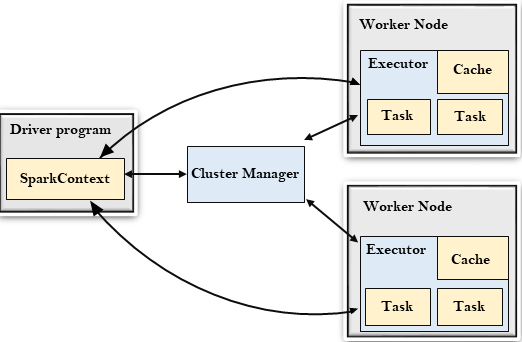 Driver program
SparkContext
Cluster Manager
Worker Node
Executor
Cache
Task
Task
Worker Node
Executor
Cache
Task
Task